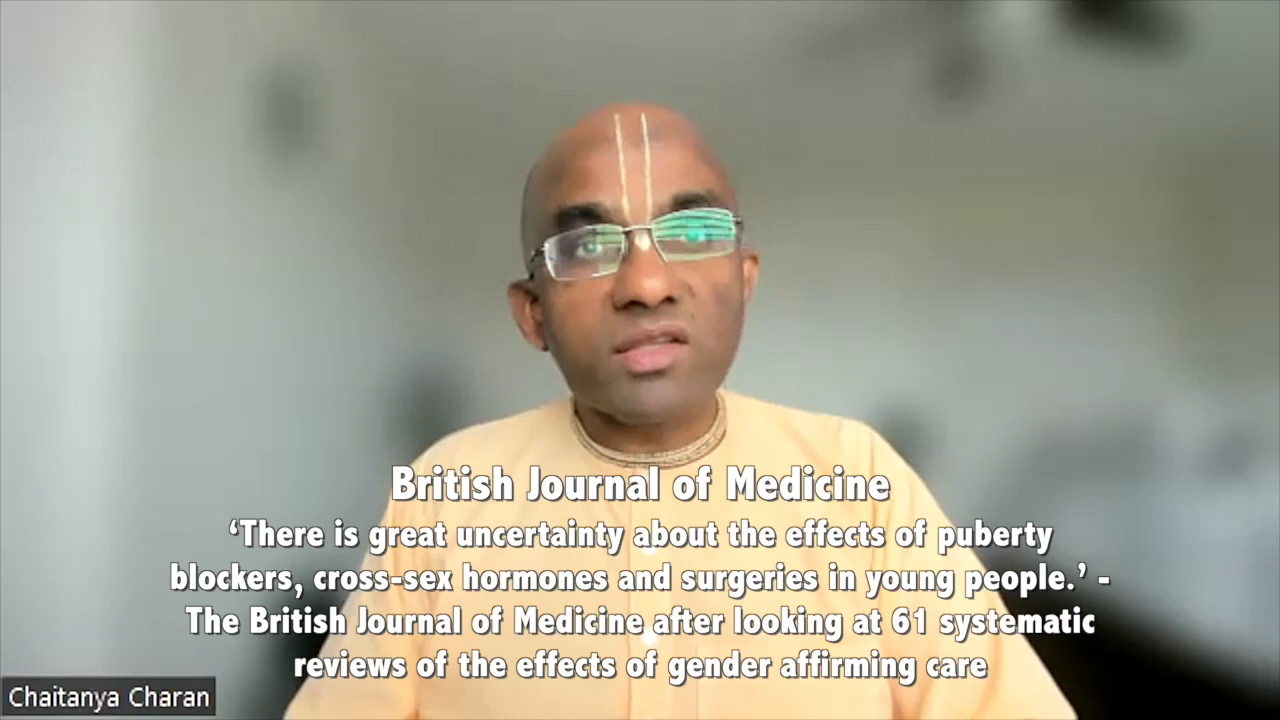 British Journal of Medicine
‘There is great uncertainty about the effects of puberty
blockers, cross-sex hormones and surgeries in young people.’ -
The British Journal of Medicine after looking at 61 systematic
reviews of the effects of gender affirming care
Chaitanya Charan